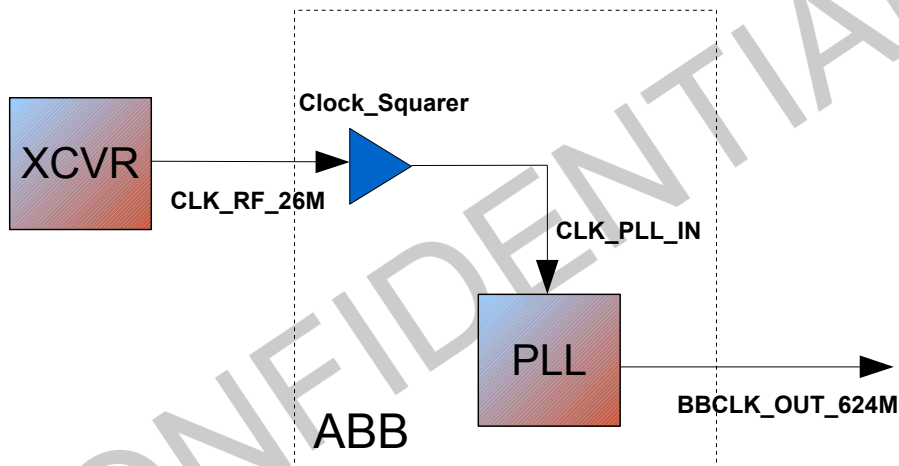 CONFIDENTIAL
Clock_Squarer
XCVR
CLK_RF_26M
CLK_PLL_IN
PLL
BBCLK_OUT_624M
ABB